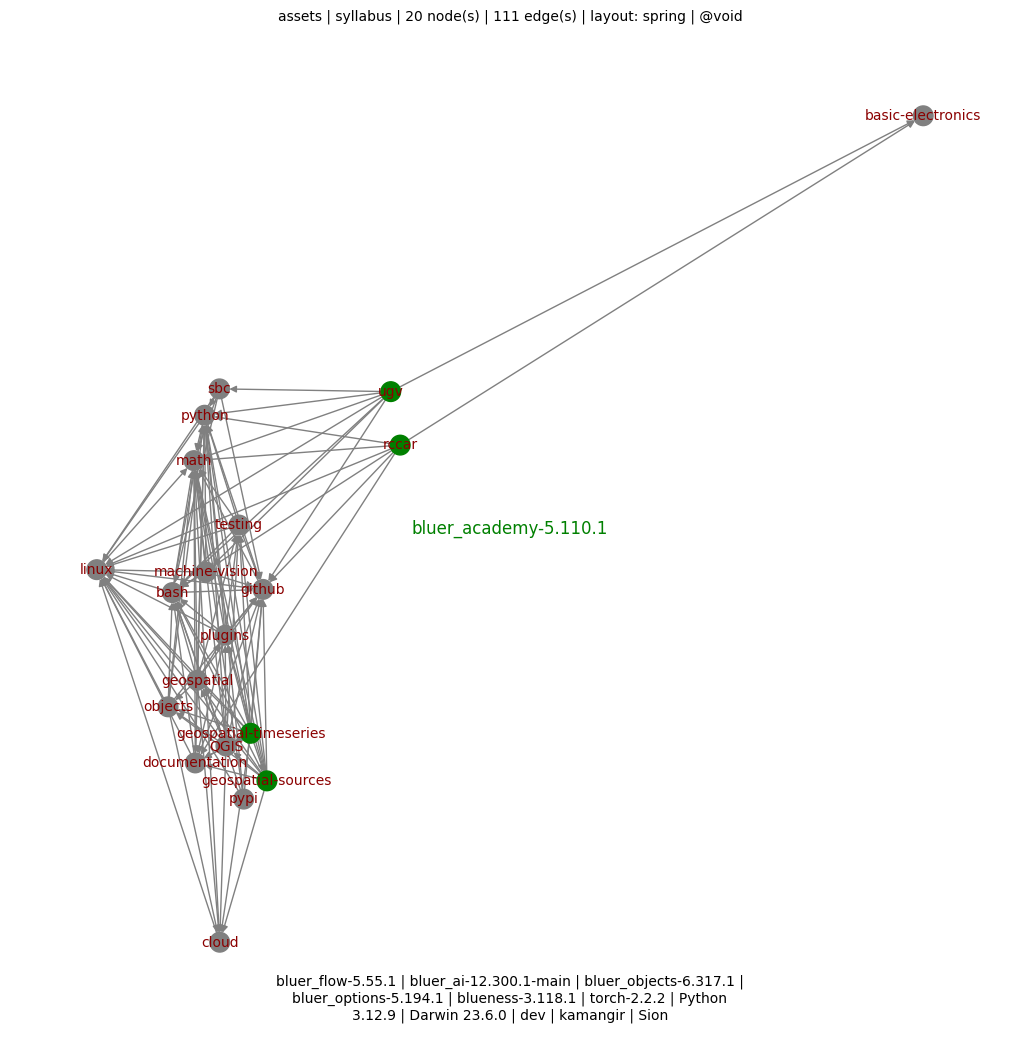 assets | syllabus | 20 node(s) | 111 edge(s) | layout: spring | @void
basic-electronics
sbc
ugv
python
rccar
math
testing
bluer_academy-5.110.1
linux
machine-vision
bash
github
plugins
geospatial
objects
geospatial-timeseries
QGIS
documentation
geospatial-sources
pypi
cloud
bluer_flow-5.55.1 | bluer_ai-12.300.1-main | bluer_objects-6.317.1 |
bluer_options-5.194.1 | blueness-3.118.1 | torch-2.2.2 | Python
3.12.9 | Darwin 23.6.0 | dev | kamangir | Sion